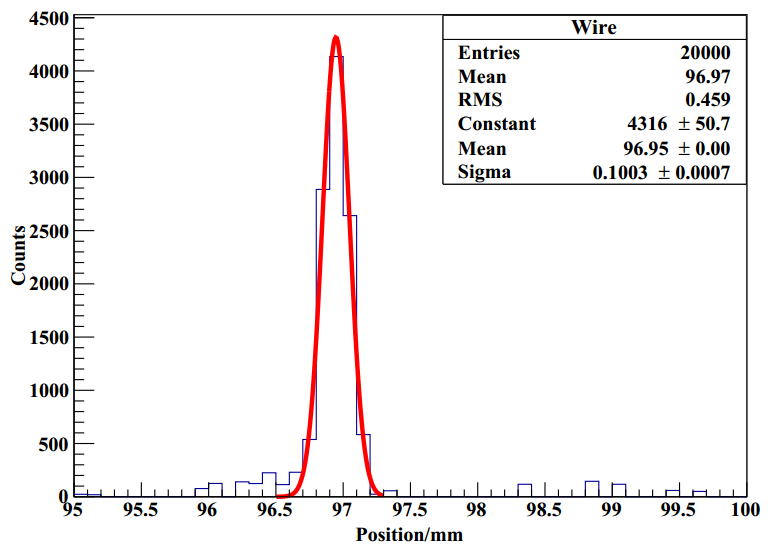 Wire
Entries 20000
Mean 96.97
RMS 0.459
Constant 4316 ± 50.7
Mean 96.95 ± 0.00
Sigma 0.1003 ± 0.0007
Counts
4500
4000
3500
3000
2500
2000
1500
1000
500
0
95 95.5 96 96.5 97 97.5 98 98.5 99 99.5 100
Position/mm